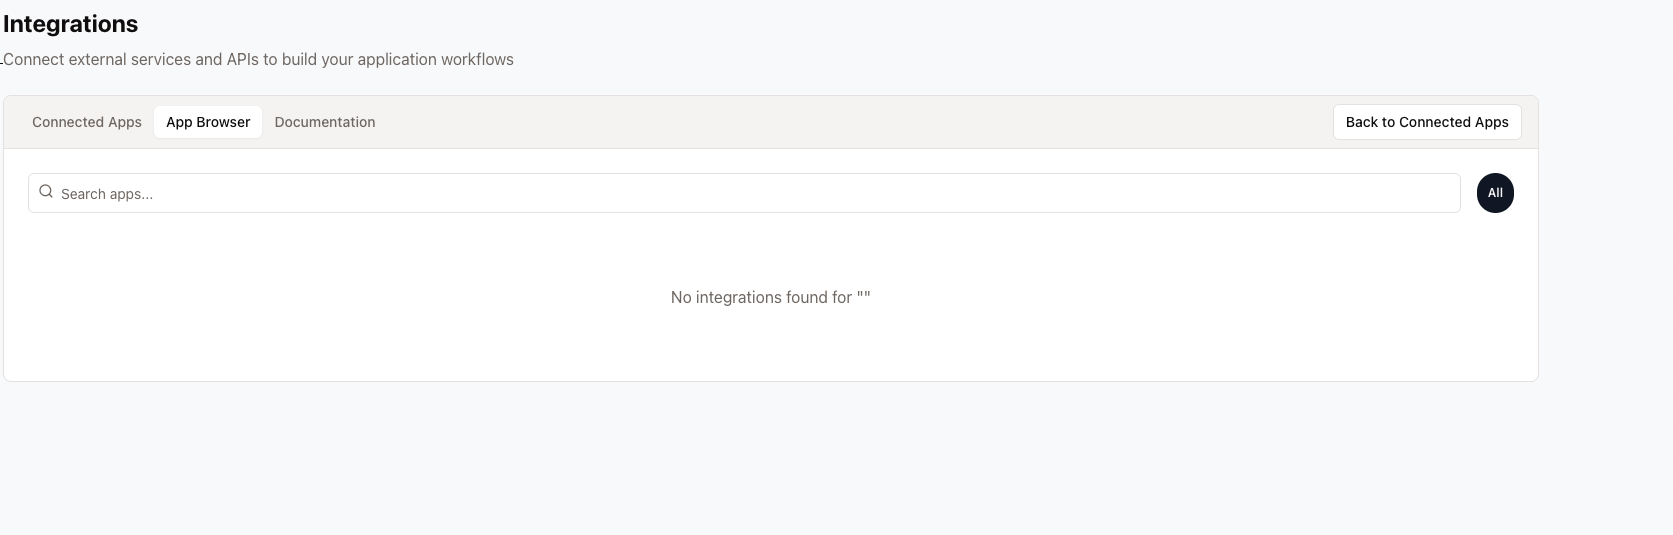 Integrations
Connect external services and APIs to build your application workflows
Connected Apps App Browser Documentation Back to Connected Apps
Search apps... All
No integrations found for ""